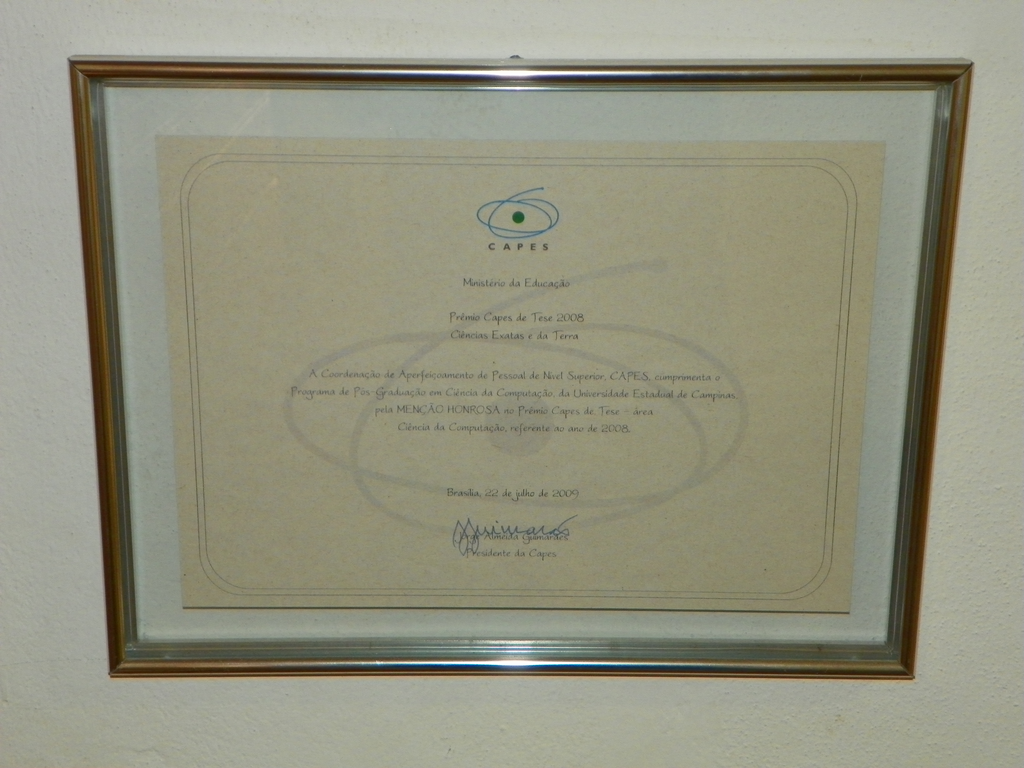 CAPES
Ministério da Educação
Prêmio Capes de Tese 2008
Ciências Exatas e da Terra
A Coordenação de Aperfeiçoamento de Pessoal de Nível Superior, CAPES, cumprimenta o
Programa de Pós-Graduação em Ciência da Computação, da Universidade Estadual de Campinas,
pela MENÇÃO HONROSA no Prêmio Capes de Tese - área
Ciência da Computação, referente ao ano de 2008.
Brasília, 22 de julho de 2009
Guimarães
Jorge Almeida Guimarães
Presidente da Capes